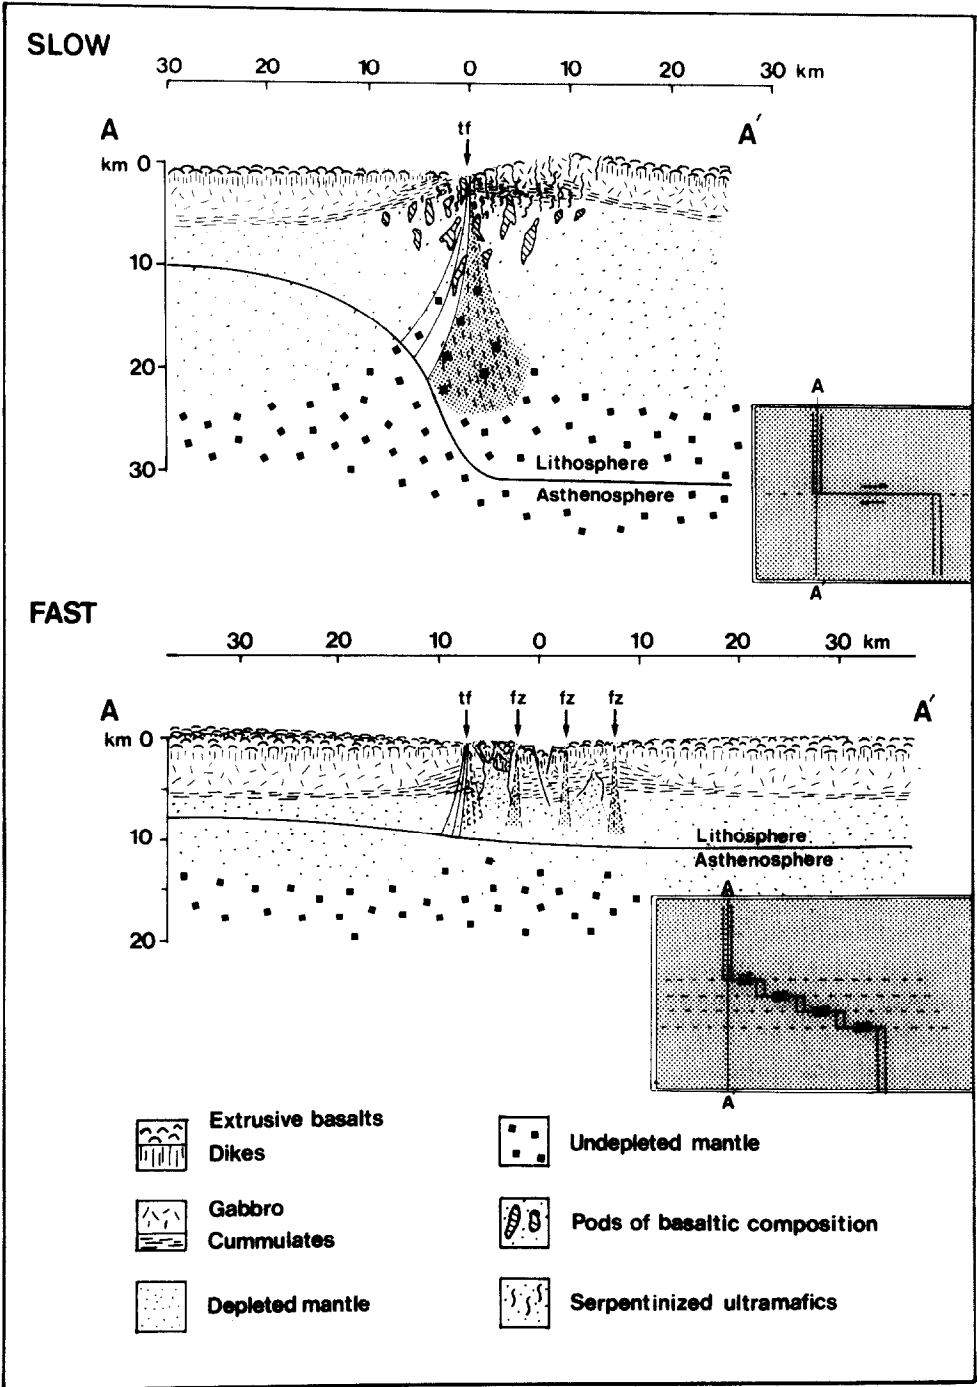 SLOW
30 20 10 0 10 20 30 km
A tf A′
km 0
10
20
30
Lithosphere
Asthenosphere
A
A′
FAST
30 20 10 0 10 20 30 km
A tf fz fz fz A′
km 0
10
20
Lithosphere
Asthenosphere
A
A′
Extrusive basalts
Dikes
Gabbro
Cummulates
Depleted mantle
Undepleted mantle
Pods of basaltic composition
Serpentinized ultramafics